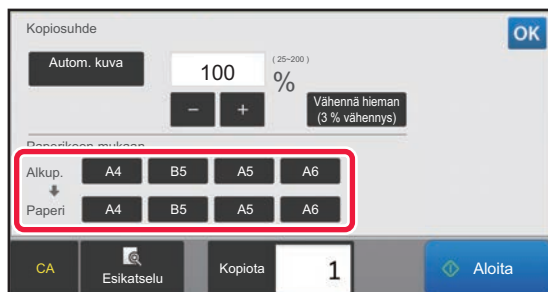 Kopiosuhde
OK
Autom. kuva
100
(25-200)
%
−
+
Vähennä hieman
(3 % vähennys)
Paperikoon mukaan
Alkup.
A4 B5 A5 A6
Paperi
A4 B5 A5 A6
CA
Esikatselu
Kopiota
1
Aloita